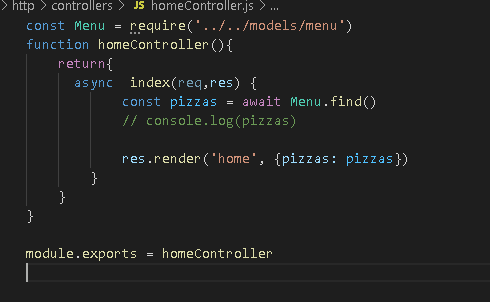 > http > controllers > JS homeController.js > ...
const Menu = require('../../models/menu')
function homeController(){
    return{
      async  index(req,res) {
            const pizzas = await Menu.find()
            // console.log(pizzas)

            res.render('home', {pizzas: pizzas})
        }
    }
}

module.exports = homeController